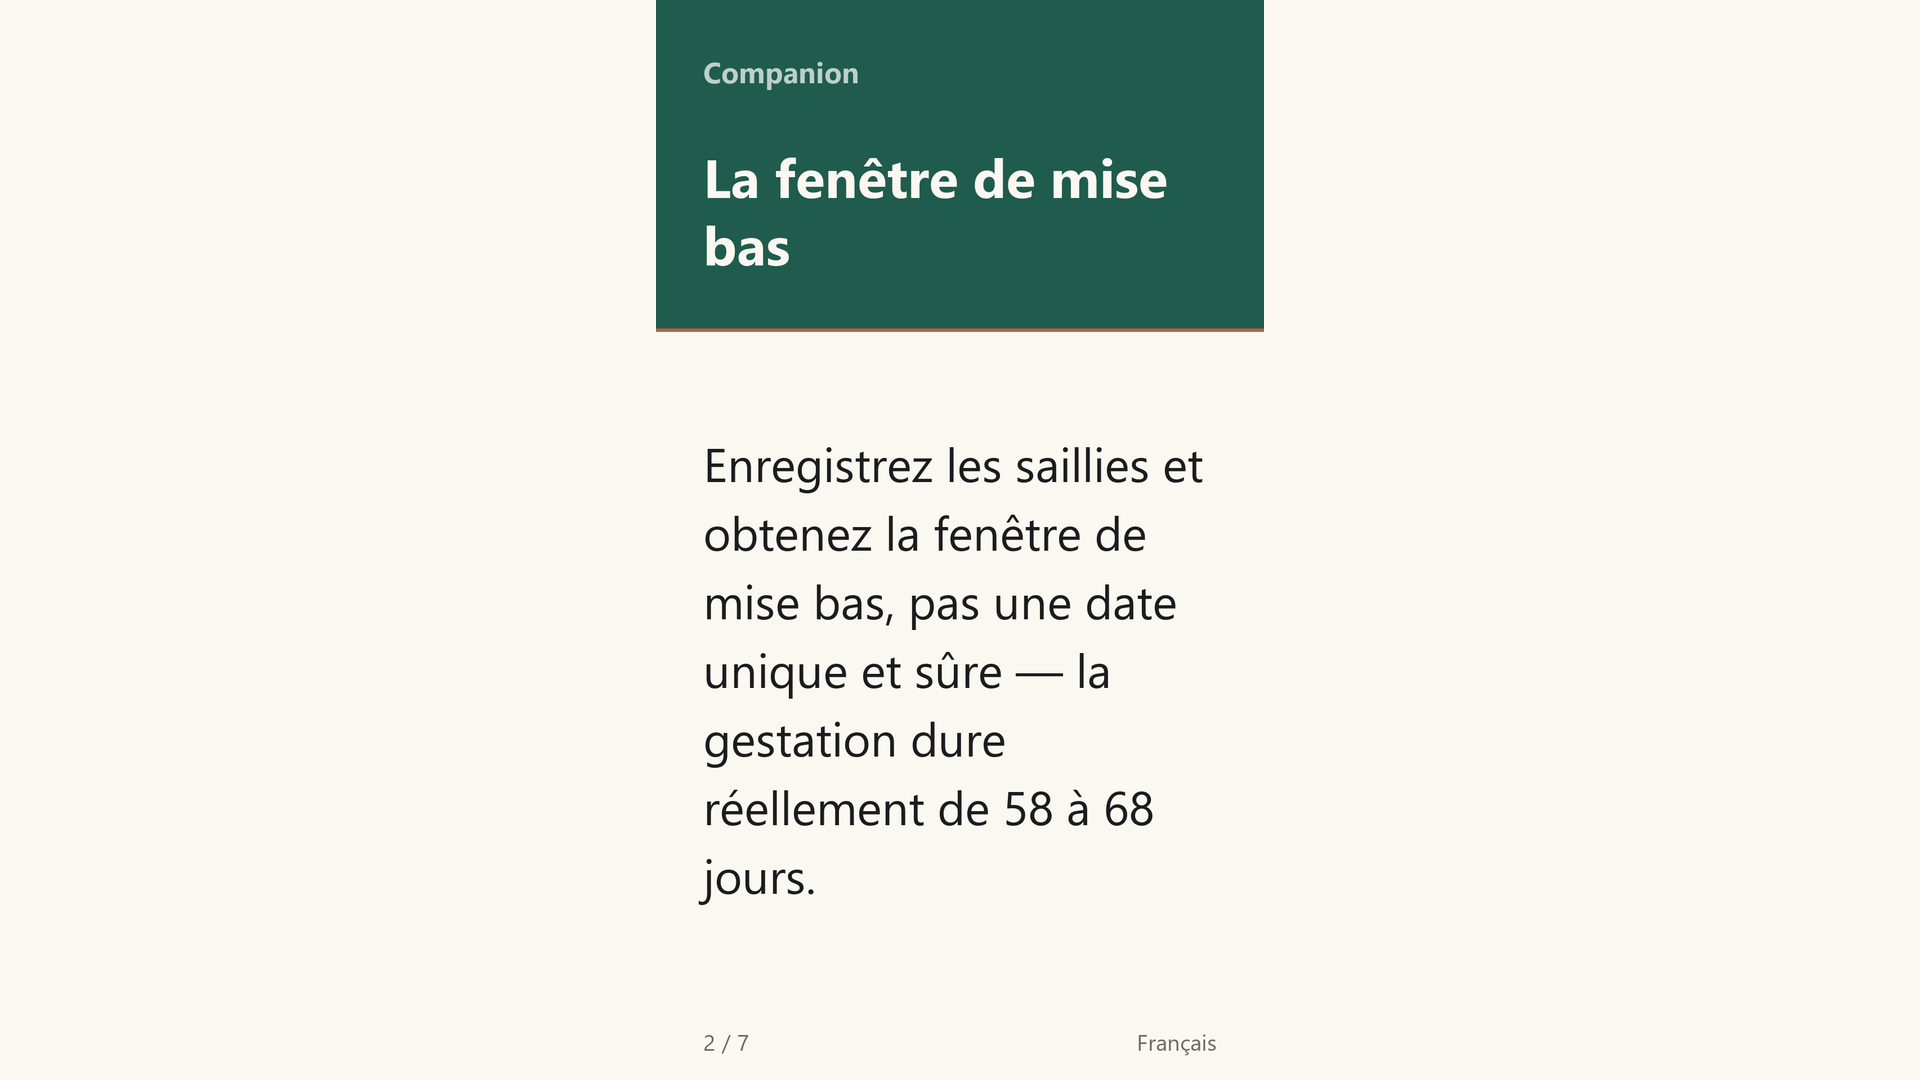 Companion
La fenêtre de mise
bas
Enregistrez les saillies et
obtenez la fenêtre de
mise bas, pas une date
unique et sûre — la
gestation dure
réellement de 58 à 68
jours.
2 / 7
Français